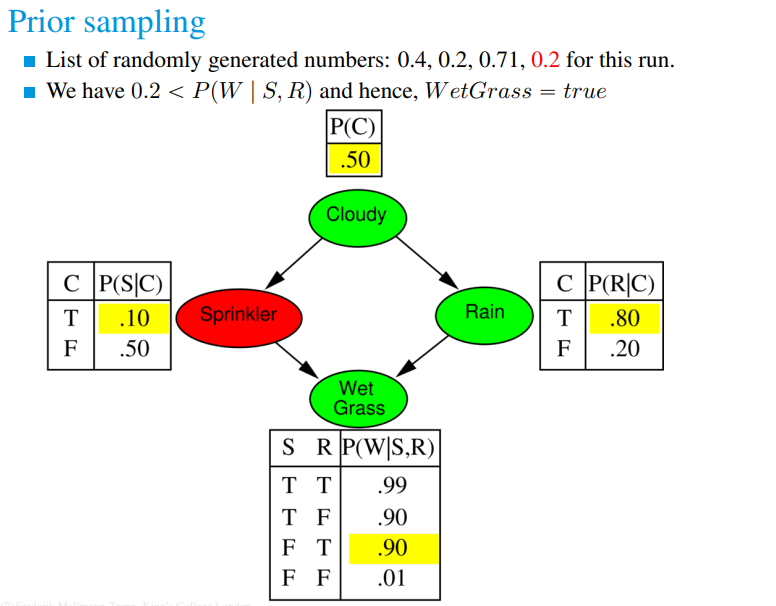 Prior sampling
List of randomly generated numbers: 0.4, 0.2, 0.71, 0.2 for this run.
We have 0.2 < P(W | S, R) and hence, WetGrass = true
P(C)
.50
Cloudy
C P(S|C)
T .10
F .50
Sprinkler
Rain
C P(R|C)
T .80
F .20
Wet
Grass
S R P(W|S,R)
T T .99
T F .90
F T .90
F F .01